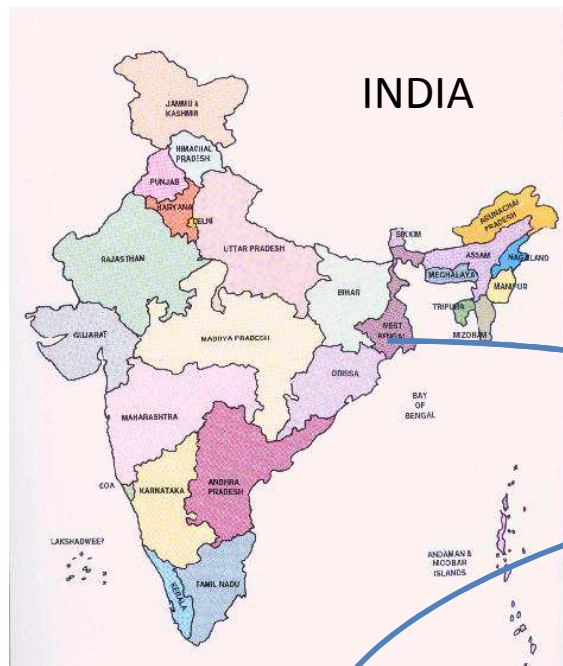 INDIA
JAMMU &
KASHMIR
HIMACHAL
PRADESH
PUNJAB
HARYANA
DELHI
ARUNACHAL
PRADESH
SIKKIM
RAJASTHAN
UTTAR PRADESH
ASSAM
NAGALAND
MEGHALAYA
BIHAR
MANIPUR
TRIPURA
GUJARAT
MADHYA PRADESH
WEST
BENGAL
MIZORAM
ORISSA
BAY
OF
BENGAL
MAHARASHTRA
GOA
KARNATAKA
ANDHRA
PRADESH
LAKSHADWEEP
ANDAMAN &
NICOBAR
ISLANDS
KERALA
TAMIL NADU